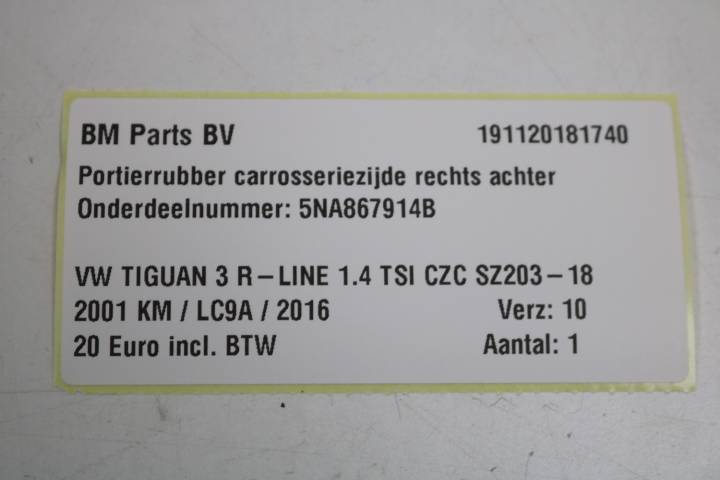 BM Parts BV 191120181740
Portierrubber carrosseriezijde rechts achter
Onderdeelnummer: 5NA867914B
VW TIGUAN 3 R-LINE 1.4 TSI CZC SZ203-18
2001 KM / LC9A / 2016 Verz: 10
20 Euro incl. BTW Aantal: 1